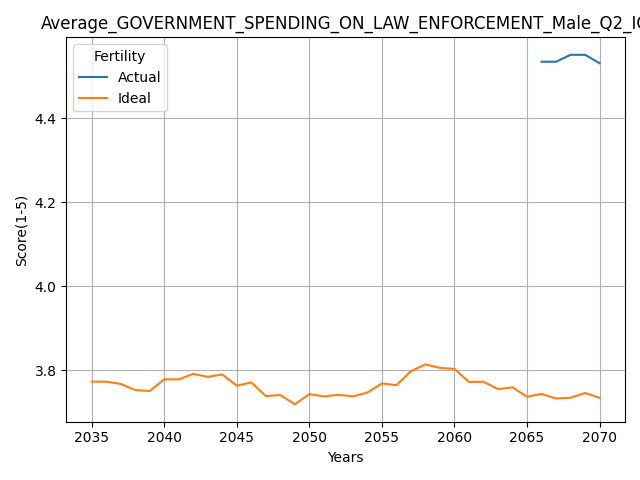 Average_GOVERNMENT_SPENDING_ON_LAW_ENFORCEMENT_Male_Q2_IC
Fertility
Actual
Ideal
4.4
4.2
4.0
3.8
Score(1-5)
2035 2040 2045 2050 2055 2060 2065 2070
Years